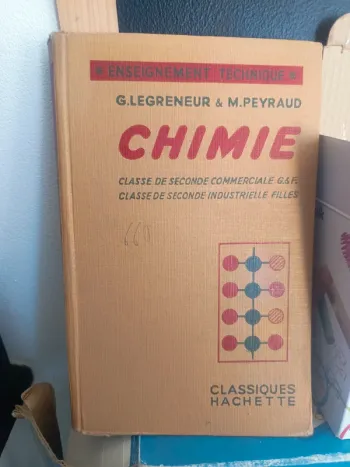 ★ ENSEIGNEMENT TECHNIQUE ★
G.LEGRENEUR & M.PEYRAUD
CHIMIE
CLASSE DE SECONDE COMMERCIALE G.&F.
CLASSE DE SECONDE INDUSTRIELLE FILLES
CLASSIQUES
HACHETTE